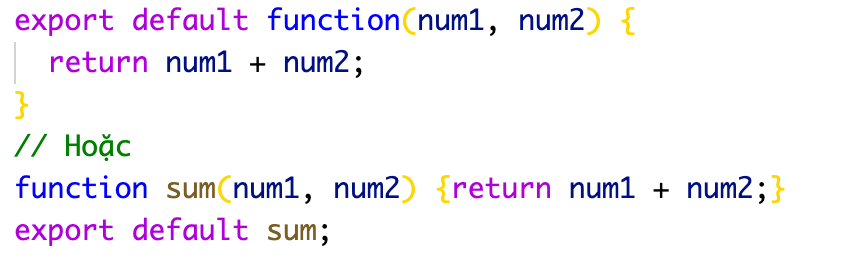 export default function(num1, num2) {
  return num1 + num2;
}
// Hoặc
function sum(num1, num2) {return num1 + num2;}
export default sum;